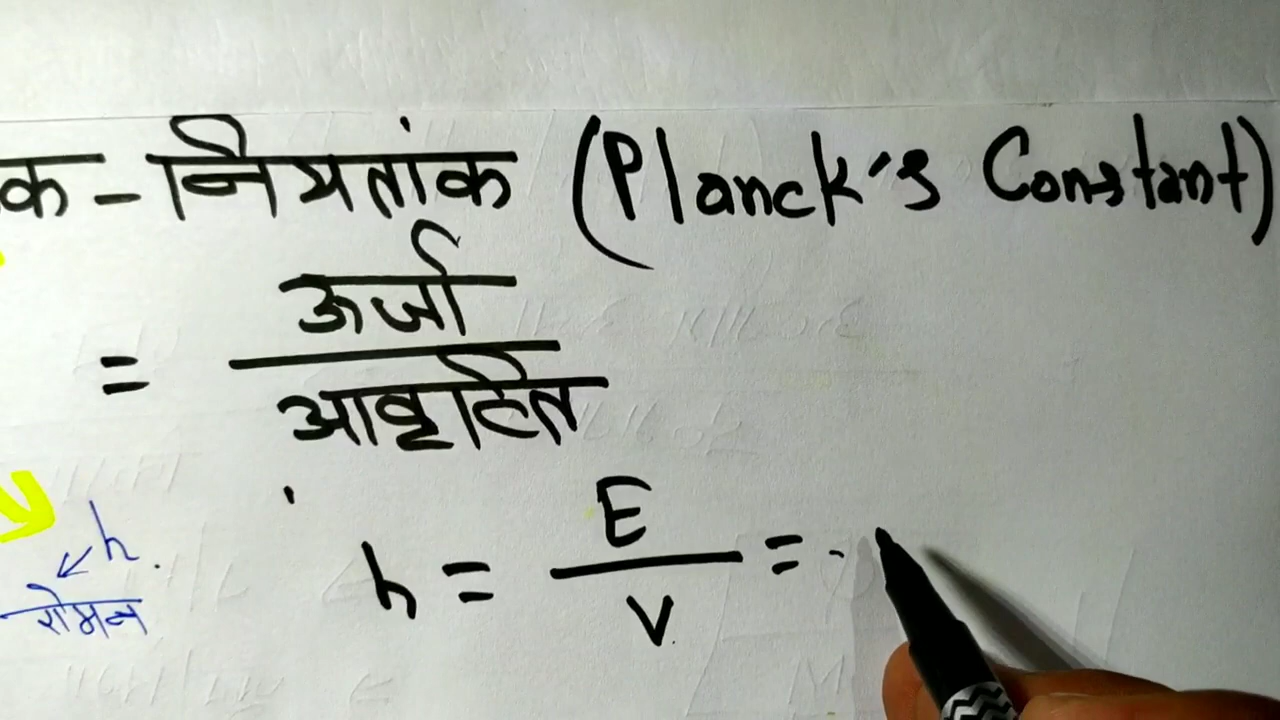 क - नियतांक (Planck's Constant)
= ऊर्जा
आवृत्ति
h = E = -
v
h.
रोमन